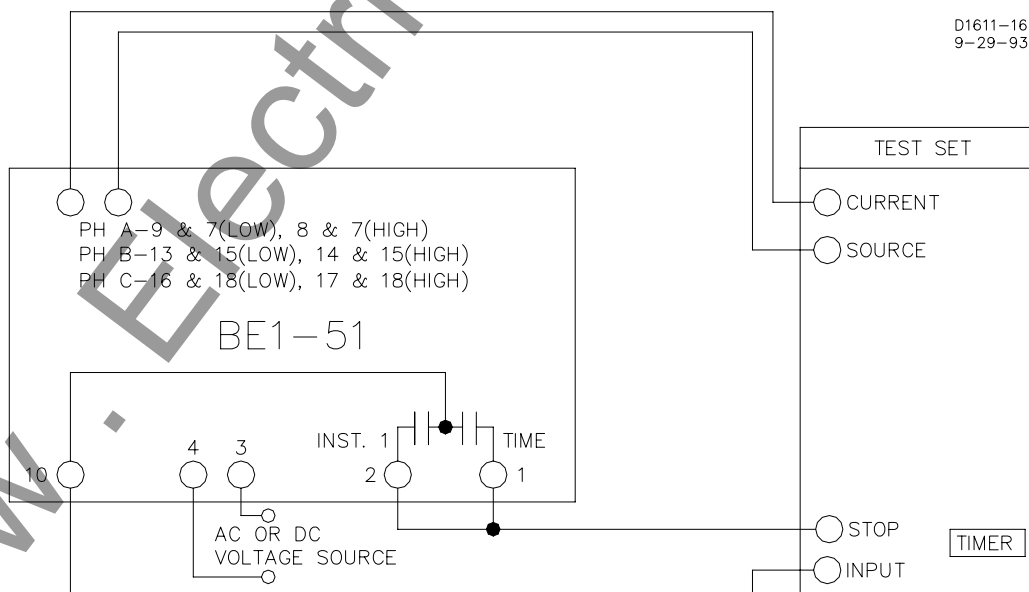 D1611-16
9-29-93
TEST SET
CURRENT
SOURCE
PH A-9 & 7(LOW), 8 & 7(HIGH)
PH B-13 & 15(LOW), 14 & 15(HIGH)
PH C-16 & 18(LOW), 17 & 18(HIGH)
BE1-51
INST. 1
TIME
10
4
3
2
1
AC OR DC
VOLTAGE SOURCE
STOP
TIMER
INPUT
w . Electri